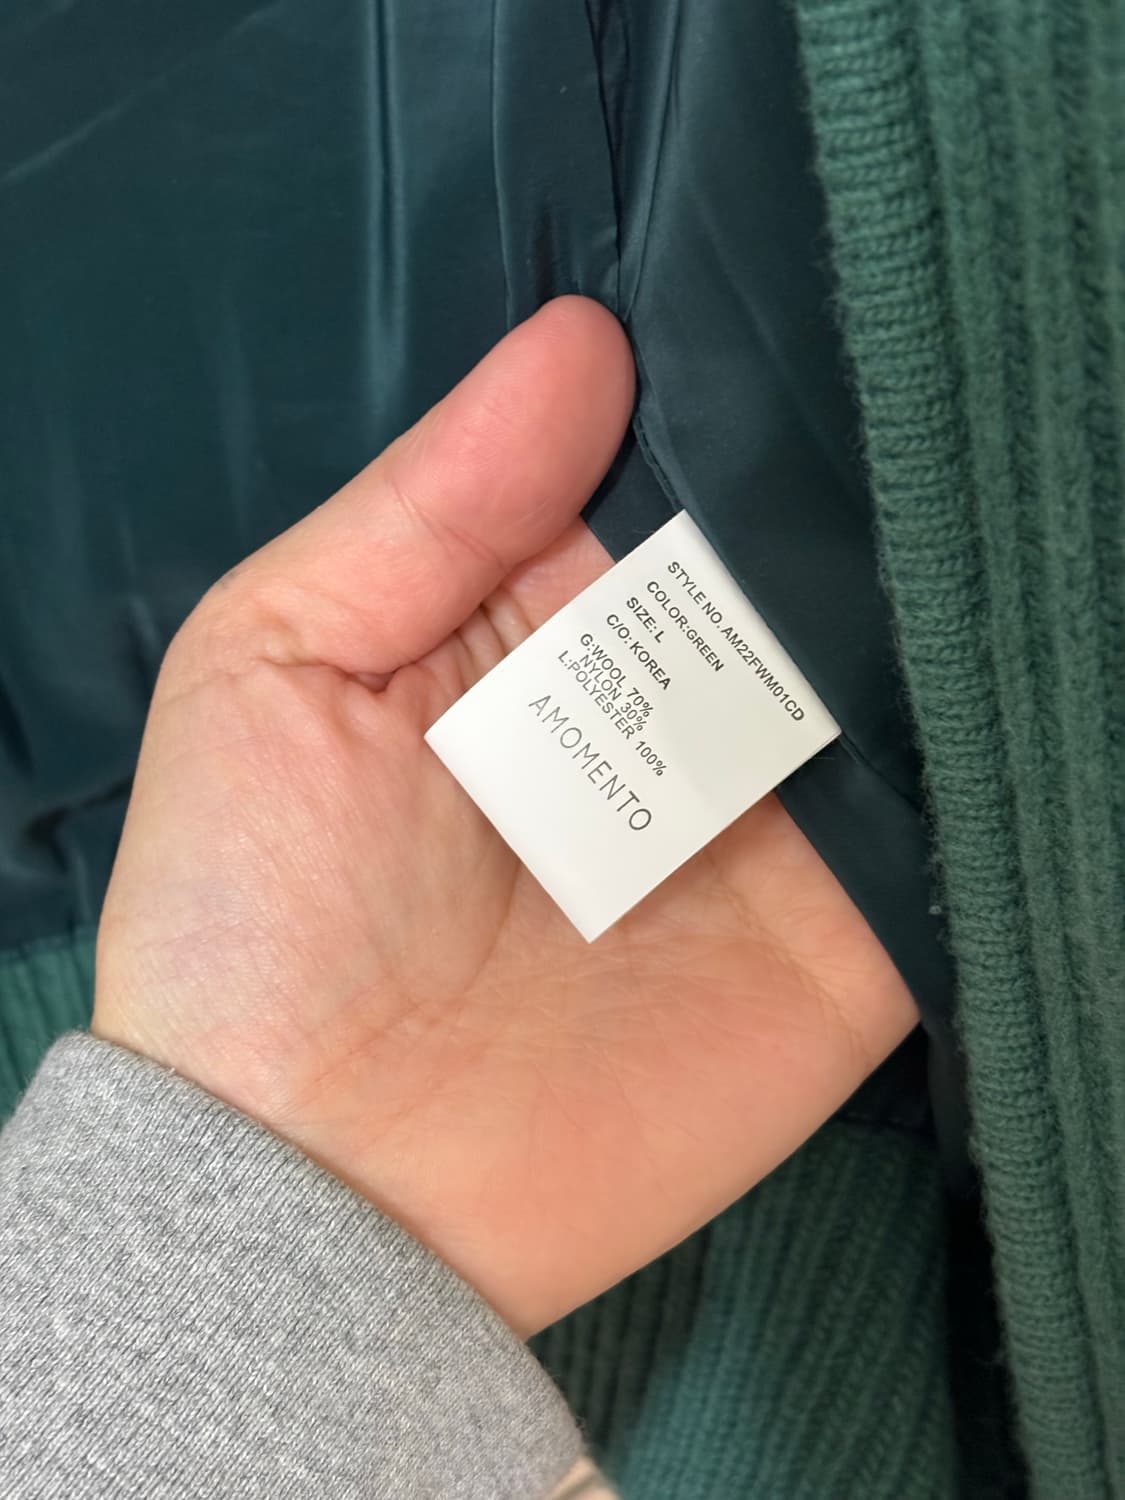 STYLE NO. AM22FWM01CD
COLOR:GREEN
SIZE: L
C/O: KOREA
G:WOOL 70%
:NYLON 30%
L:POLYESTER 100%
AMOMENTO